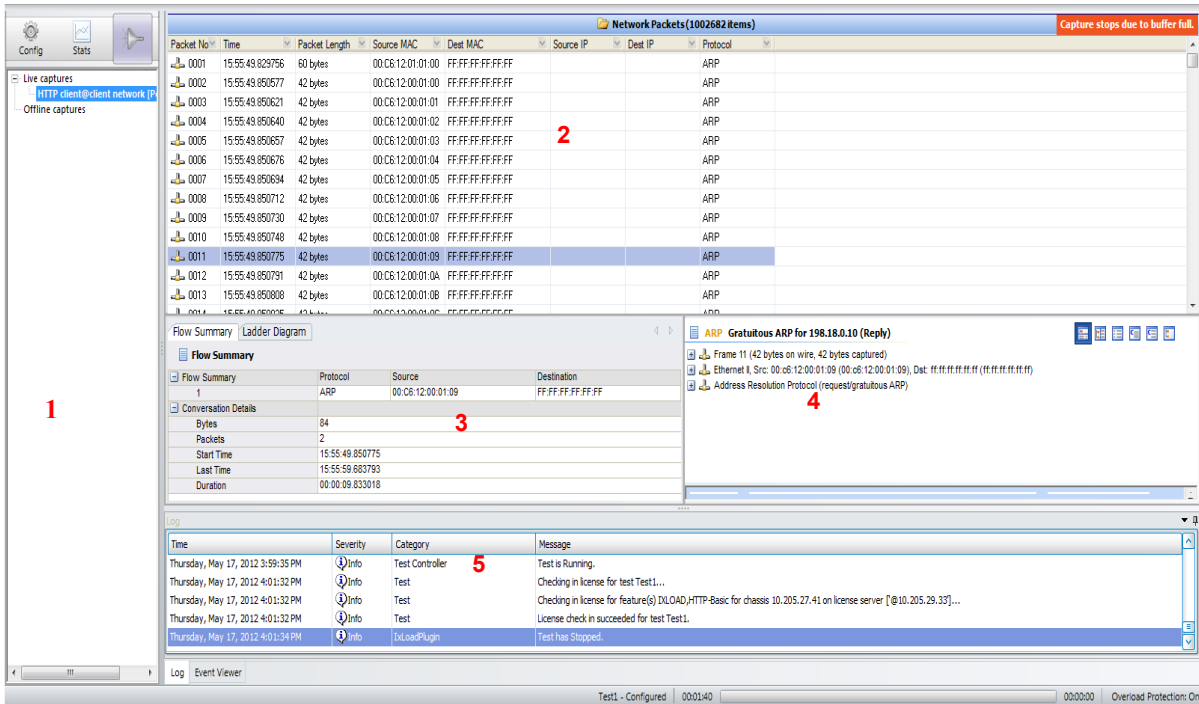 Network Packets (1002682 items)
Capture stops due to buffer full.
Config Stats
Live captures
HTTP client@client network [P
Offline captures
1
Packet No Time Packet Length Source MAC Dest MAC Source IP Dest IP Protocol
0001 15:55:49.829756 60 bytes 00:C6:12:01:01:00 FF:FF:FF:FF:FF:FF ARP
0002 15:55:49.850577 42 bytes 00:C6:12:00:01:00 FF:FF:FF:FF:FF:FF ARP
0003 15:55:49.850621 42 bytes 00:C6:12:00:01:01 FF:FF:FF:FF:FF:FF ARP
0004 15:55:49.850640 42 bytes 00:C6:12:00:01:02 FF:FF:FF:FF:FF:FF ARP
0005 15:55:49.850657 42 bytes 00:C6:12:00:01:03 FF:FF:FF:FF:FF:FF ARP
2
0006 15:55:49.850676 42 bytes 00:C6:12:00:01:04 FF:FF:FF:FF:FF:FF ARP
0007 15:55:49.850694 42 bytes 00:C6:12:00:01:05 FF:FF:FF:FF:FF:FF ARP
0008 15:55:49.850712 42 bytes 00:C6:12:00:01:06 FF:FF:FF:FF:FF:FF ARP
0009 15:55:49.850730 42 bytes 00:C6:12:00:01:07 FF:FF:FF:FF:FF:FF ARP
0010 15:55:49.850748 42 bytes 00:C6:12:00:01:08 FF:FF:FF:FF:FF:FF ARP
0011 15:55:49.850775 42 bytes 00:C6:12:00:01:09 FF:FF:FF:FF:FF:FF ARP
0012 15:55:49.850791 42 bytes 00:C6:12:00:01:0A FF:FF:FF:FF:FF:FF ARP
0013 15:55:49.850808 42 bytes 00:C6:12:00:01:0B FF:FF:FF:FF:FF:FF ARP
Flow Summary Ladder Diagram
Flow Summary
Flow Summary Protocol Source Destination
1 ARP 00:C6:12:00:01:09 FF:FF:FF:FF:FF:FF
Conversation Details
Bytes 84
3
Packets 2
Start Time 15:55:49.850775
Last Time 15:55:59.683793
Duration 00:00:09.833018
ARP Gratuitous ARP for 198.18.0.10 (Reply)
Frame 11 (42 bytes on wire, 42 bytes captured)
Ethernet II, Src: 00:c6:12:00:01:09 (00:c6:12:00:01:09), Dst: ff:ff:ff:ff:ff:ff (ff:ff:ff:ff:ff:ff)
Address Resolution Protocol (request/gratuitous ARP)
4
Log
Time Severity Category Message
5
Thursday, May 17, 2012 3:59:35 PM Info Test Controller Test is Running.
Thursday, May 17, 2012 4:01:32 PM Info Test Checking in license for test Test1...
Thursday, May 17, 2012 4:01:32 PM Info Test Checking in license for feature(s) IXLOAD,HTTP-Basic for chassis 10.205.27.41 on license server ['@10.205.29.33']...
Thursday, May 17, 2012 4:01:32 PM Info Test License check in succeeded for test Test1.
Thursday, May 17, 2012 4:01:34 PM Info IxLoadPlugin Test has Stopped.
Log Event Viewer
Test1 - Configured 00:01:40 00:00:00 Overload Protection: On